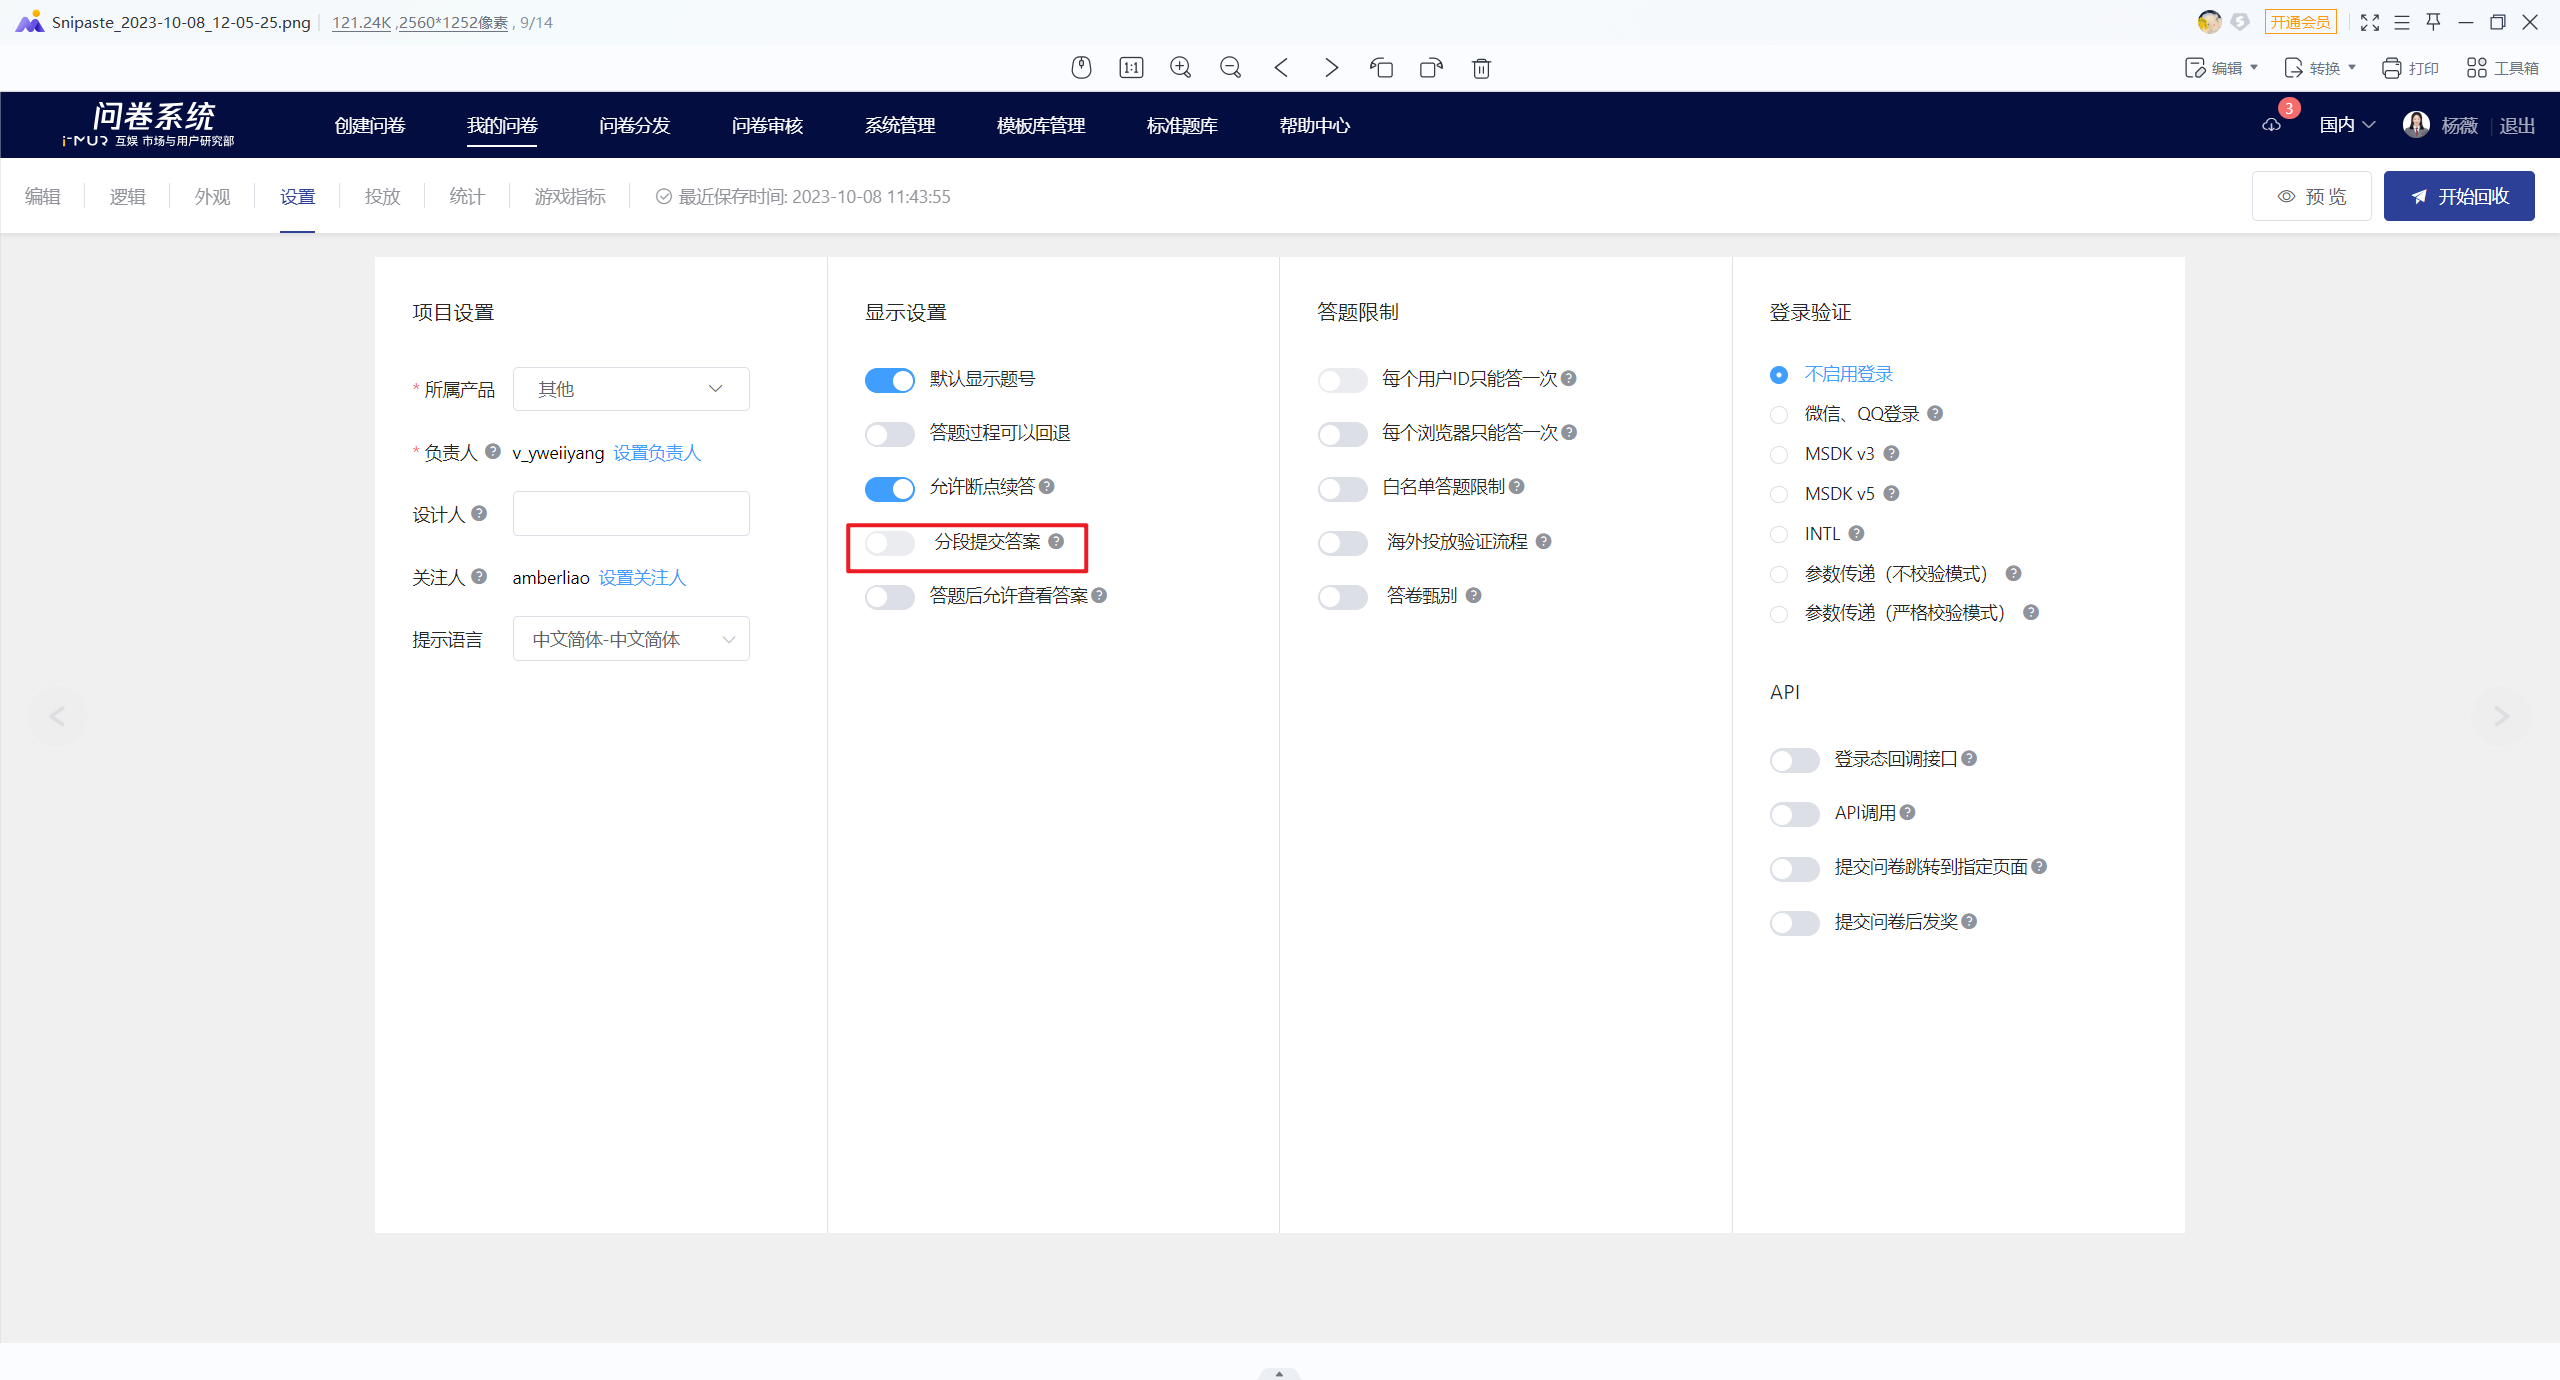 Snipaste_2023-10-08_12-05-25.png 121.24K ,2560*1252像素 , 9/14
开通会员
1:1
编辑 转换 打印 工具箱
问卷系统
i-MUR 互娱 市场与用户研究部
创建问卷 我的问卷 问卷分发 问卷审核 系统管理 模板库管理 标准题库 帮助中心
3 国内 杨薇 退出
编辑 逻辑 外观 设置 投放 统计 游戏指标 最近保存时间: 2023-10-08 11:43:55
预 览 开始回收
项目设置
* 所属产品 其他
* 负责人 v_yweiiyang 设置负责人
设计人
关注人 amberliao 设置关注人
提示语言 中文简体-中文简体
显示设置
默认显示题号
答题过程可以回退
允许断点续答
分段提交答案
答题后允许查看答案
答题限制
每个用户ID只能答一次
每个浏览器只能答一次
白名单答题限制
海外投放验证流程
答卷甄别
登录验证
不启用登录
微信、QQ登录
MSDK v3
MSDK v5
INTL
参数传递（不校验模式）
参数传递（严格校验模式）
API
登录态回调接口
API调用
提交问卷跳转到指定页面
提交问卷后发奖